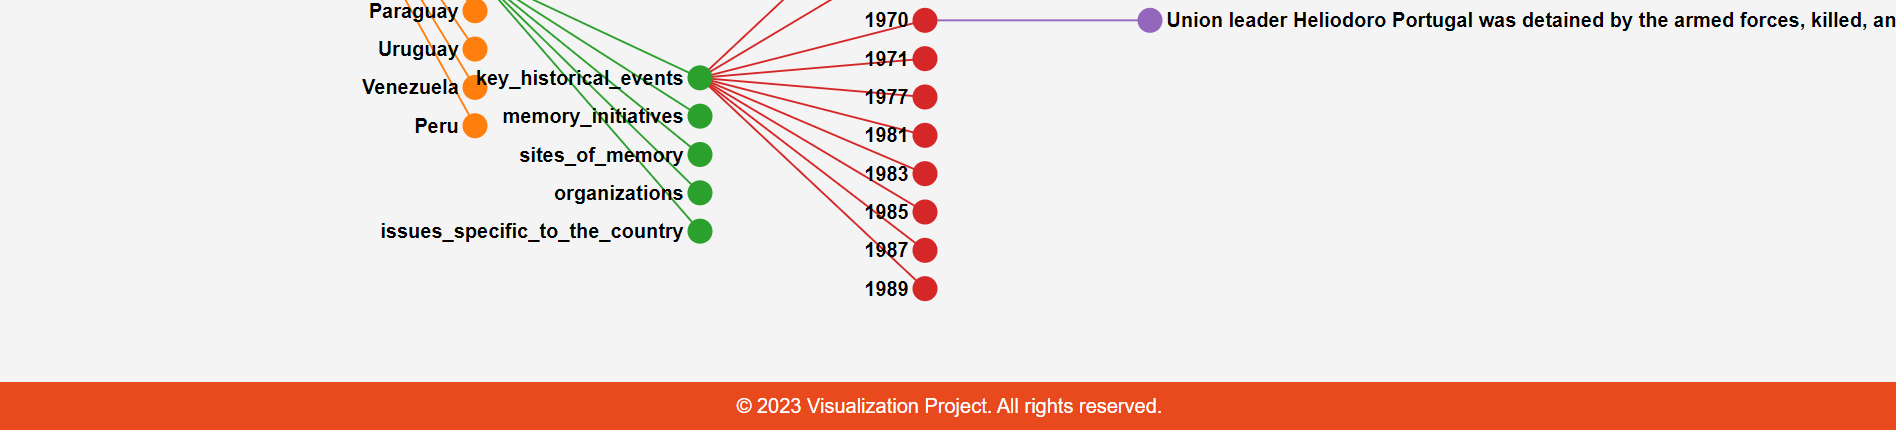 Paraguay
Uruguay
Venezuela
Peru
key_historical_events
memory_initiatives
sites_of_memory
organizations
issues_specific_to_the_country
1970
1971
1977
1981
1983
1985
1987
1989
Union leader Heliodoro Portugal was detained by the armed forces, killed, an
© 2023 Visualization Project. All rights reserved.